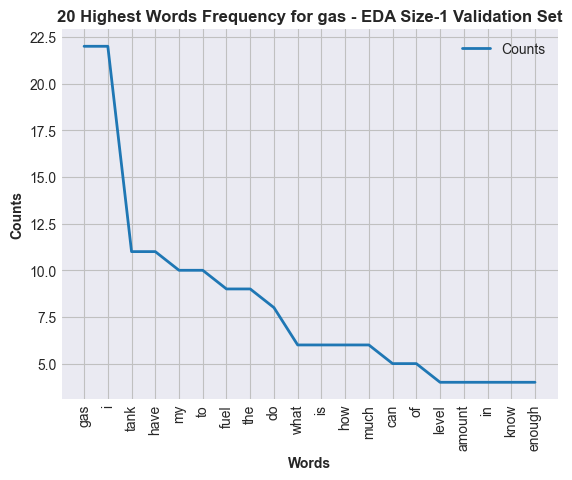 20 Highest Words Frequency for gas - EDA Size-1 Validation Set
Counts
22.5
20.0
17.5
15.0
12.5
10.0
7.5
5.0
Counts
gas
i
tank
have
my
to
fuel
the
do
what
is
how
much
can
of
level
amount
in
know
enough
Words